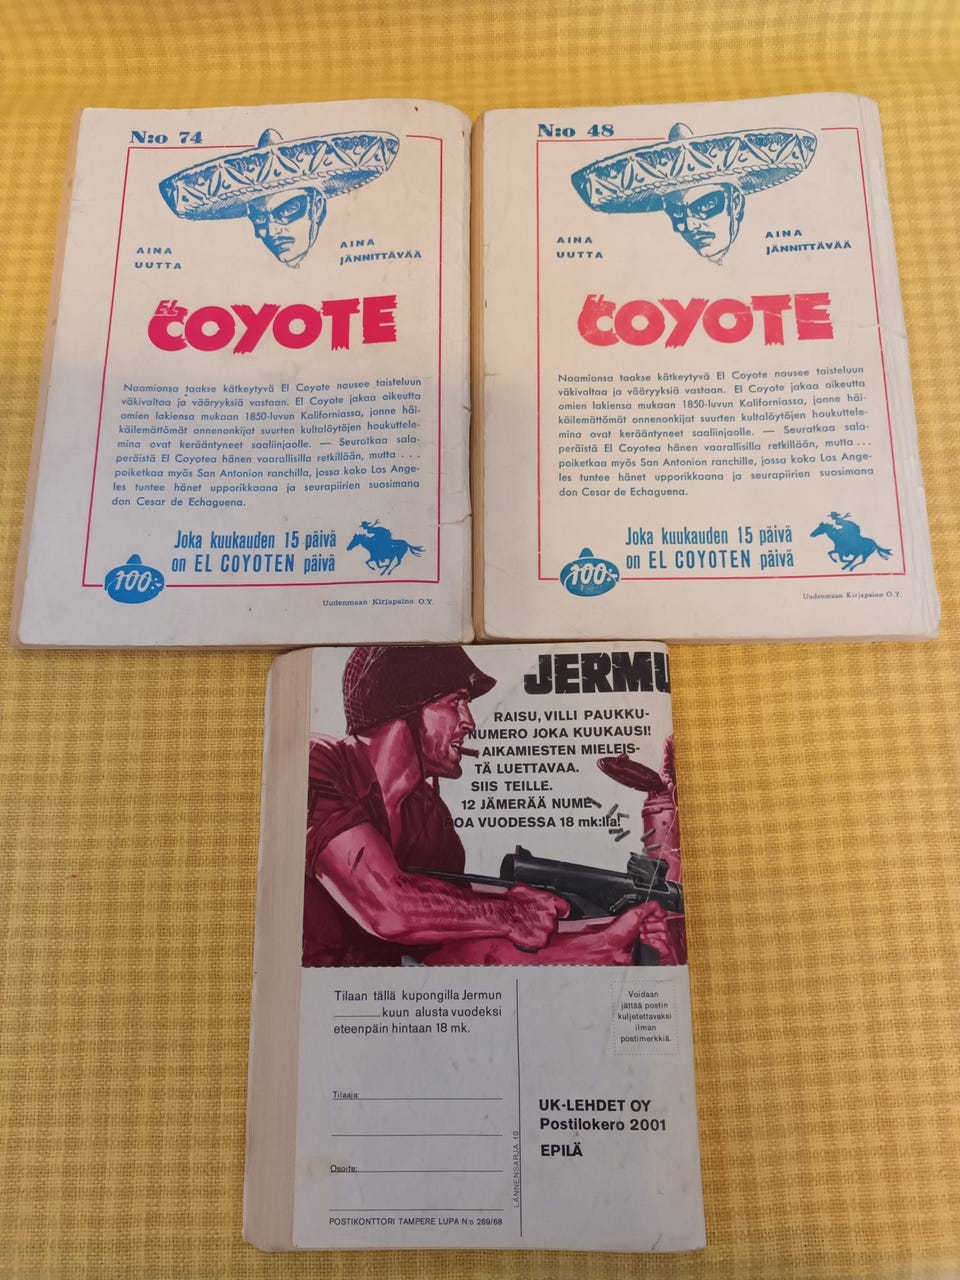 N:o 74
AINA
UUTTA
AINA
JÄNNITTÄVÄÄ
EL
COYOTE
Naamionsa taakse kätkeytyvä El Coyote nousee taisteluun
väkivaltaa ja vääryyksiä vastaan. El Coyote jakaa oikeutta
omien lakiensa mukaan 1850-luvun Kaliforniassa, jonne häi-
käilemättömät onnenonkijat suurten kultalöytöjen houkuttele-
mina ovat kerääntyneet saaliinjaolle. — Seuratkaa sala-
peräistä El Coyotea hänen vaarallisilla retkillään, mutta . . .
poiketkaa myös San Antonion ranchilla, jossa koko Los Ange-
les tuntee hänet upporikkaana ja seurapiirien suosimana
don Cesar de Echaguena.
Joka kuukauden 15 päivä
on EL COYOTEN päivä
100:-
Uudenmaan Kirjapaino O.Y.
N:o 48
AINA
UUTTA
AINA
JÄNNITTÄVÄÄ
EL
COYOTE
Naamionsa taakse kätkeytyvä El Coyote nousee taisteluun
väkivaltaa ja vääryyksiä vastaan. El Coyote jakaa oikeutta
omien lakiensa mukaan 1850-luvun Kaliforniassa, jonne häi-
käilemättömät onnenonkijat suurten kultalöytöjen houkuttele-
mina ovat kerääntyneet saaliinjaolle. — Seuratkaa sala-
peräistä El Coyotea hänen vaarallisilla retkillään, mutta . . .
poiketkaa myös San Antonion ranchille, jossa koko Los Ange-
les tuntee hänet upporikkaana ja seurapiirien suosimana
don Cesar de Echaguena.
Joka kuukauden 15 päivä
on EL COYOTEN päivä
100:-
Uudenmaan Kirjapaino O.Y.
JERMU
RAISU, VILLI PAUKKU-
NUMERO JOKA KUUKAUSI!
AIKAMIESTEN MIELEIS-
TÄ LUETTAVAA.
SIIS TEILLE.
12 JÄMERÄÄ NUME-
ROA VUODESSA 18 mk:lla!
Tilaan tällä kupongilla Jermun
kuun alusta vuodeksi
eteenpäin hintaan 18 mk.
Tilaaja:
Osoite:
POSTIKONTTORI TAMPERE LUPA N:o 269/68
LÄNNENSARJA 10
Voidaan
jättää postin
kuljetettavaksi
ilman
postimerkkiä.
UK-LEHDET OY
Postilokero 2001
EPILÄ